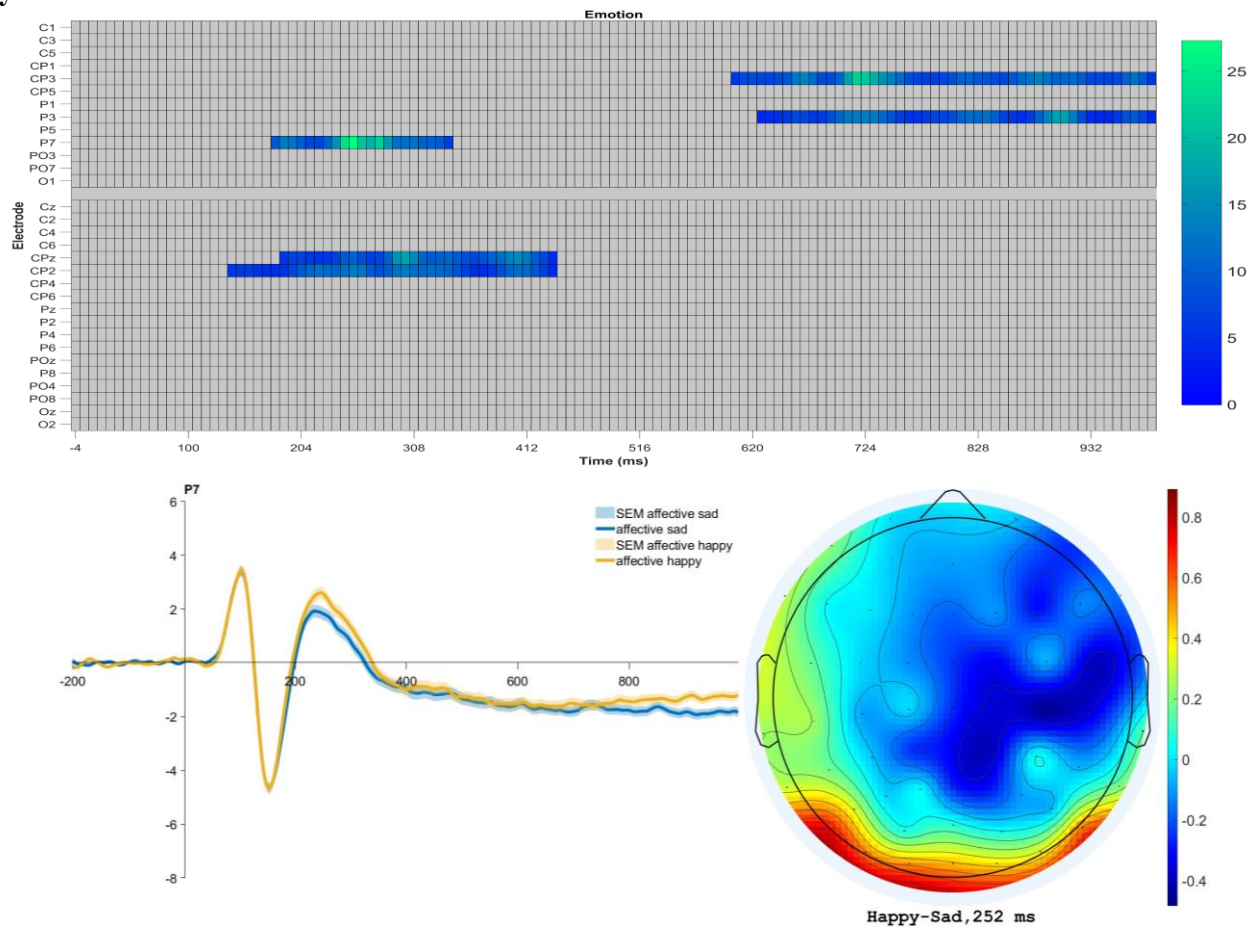 y
Emotion
C1
C3
C5
CP1
CP3
CP5
P1
P3
P5
P7
PO3
PO7
O1
Electrode
Cz
C2
C4
C6
CPz
CP2
CP4
CP6
Pz
P2
P4
P6
POz
P8
PO4
PO8
Oz
O2
-4 100 204 308 412 516 620 724 828 932
Time (ms)
25
20
15
10
5
0
P7
6
4
2
0
-2
-4
-6
-8
-200 200 400 600 800
SEM affective sad
affective sad
SEM affective happy
affective happy
0.8
0.6
0.4
0.2
0
-0.2
-0.4
Happy-Sad,252 ms